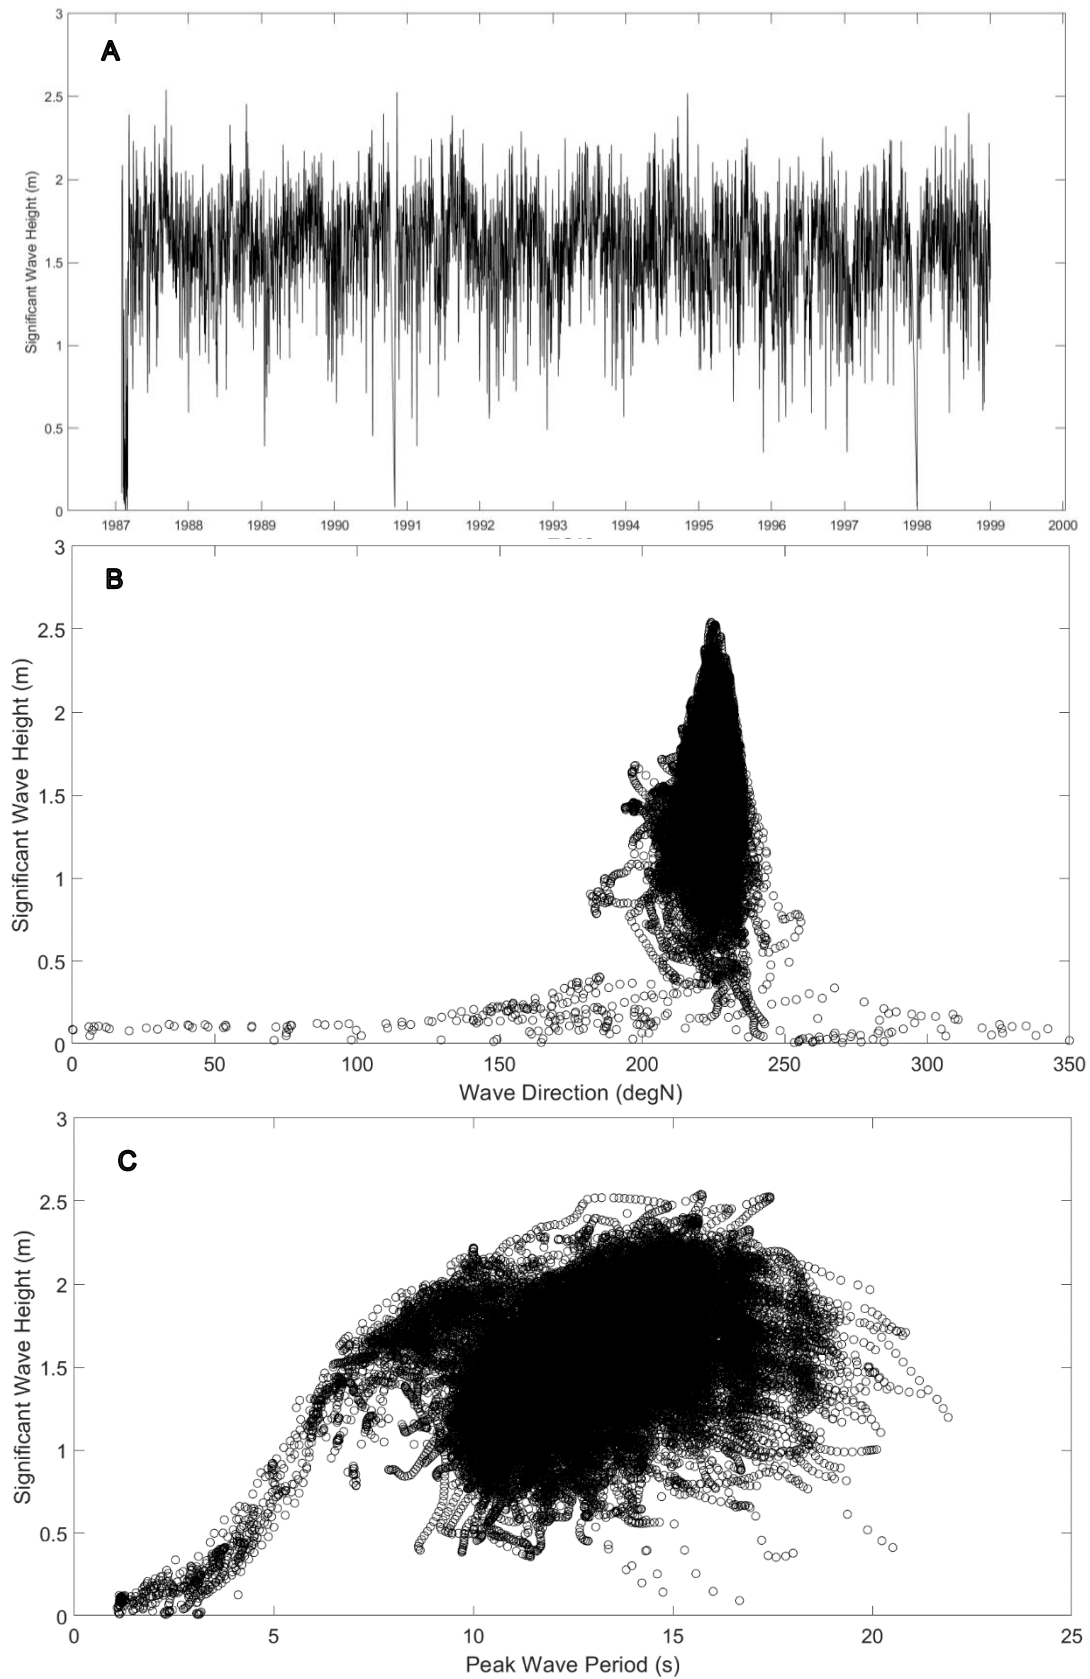 A
3
2.5
2
1.5
1
0.5
0
Significant Wave Height (m)
1987 1988 1989 1990 1991 1992 1993 1994 1995 1996 1997 1998 1999 2000
B
3
2.5
2
1.5
1
0.5
0
Significant Wave Height (m)
0 50 100 150 200 250 300 350
Wave Direction (degN)
C
3
2.5
2
1.5
1
0.5
0
Significant Wave Height (m)
0 5 10 15 20 25
Peak Wave Period (s)